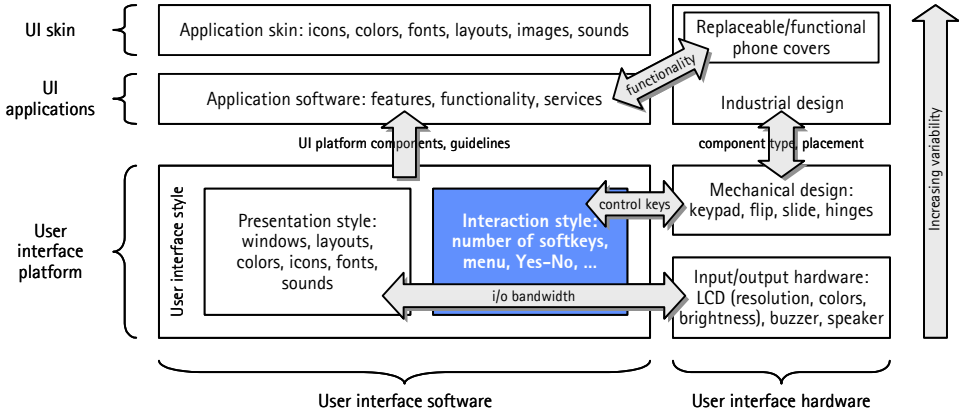 UI skin
Application skin: icons, colors, fonts, layouts, images, sounds
Replaceable/functional
phone covers
UI
applications
Application software: features, functionality, services
functionality
Industrial design
UI platform components, guidelines
component type, placement
User
interface
platform
User interface style
Presentation style:
windows, layouts,
colors, icons, fonts,
sounds
Interaction style:
number of softkeys,
menu, Yes-No, ...
control keys
Mechanical design:
keypad, flip, slide, hinges
i/o bandwidth
Input/output hardware:
LCD (resolution, colors,
brightness), buzzer, speaker
Increasing variability
User interface software
User interface hardware